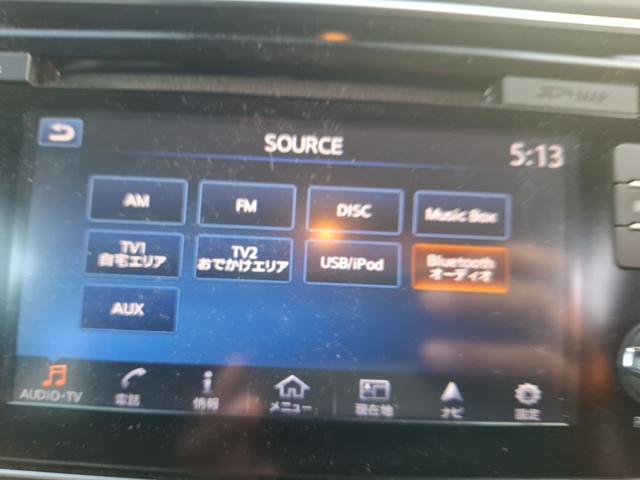 SOURCE
5:13
AM
FM
DISC
Music Box
TV1
自宅エリア
TV2
おでかけエリア
USB/iPod
Bluetooth
オーディオ
AUX
AUDIO・TV
電話
情報
メニュー
現在地
ナビ
設定